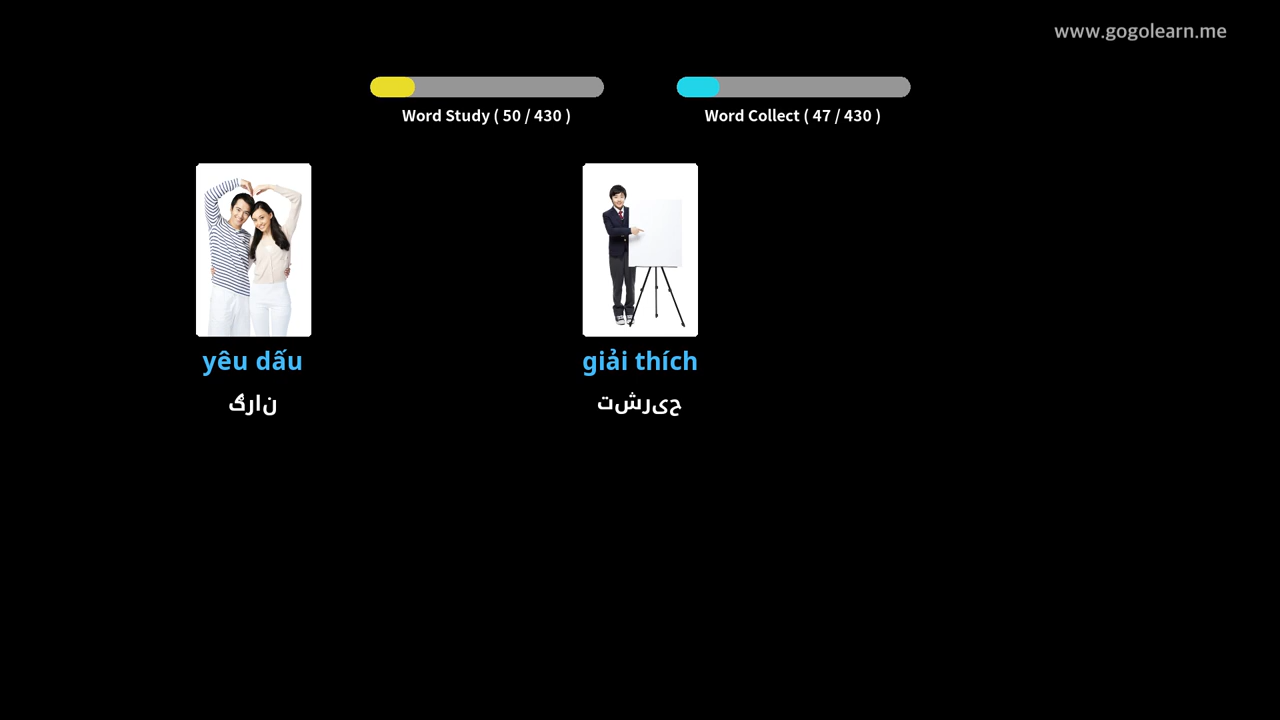 www.gogolearn.me
Word Study ( 50 / 430 )
Word Collect ( 47 / 430 )
yêu dấu
گران
giải thích
تشریح